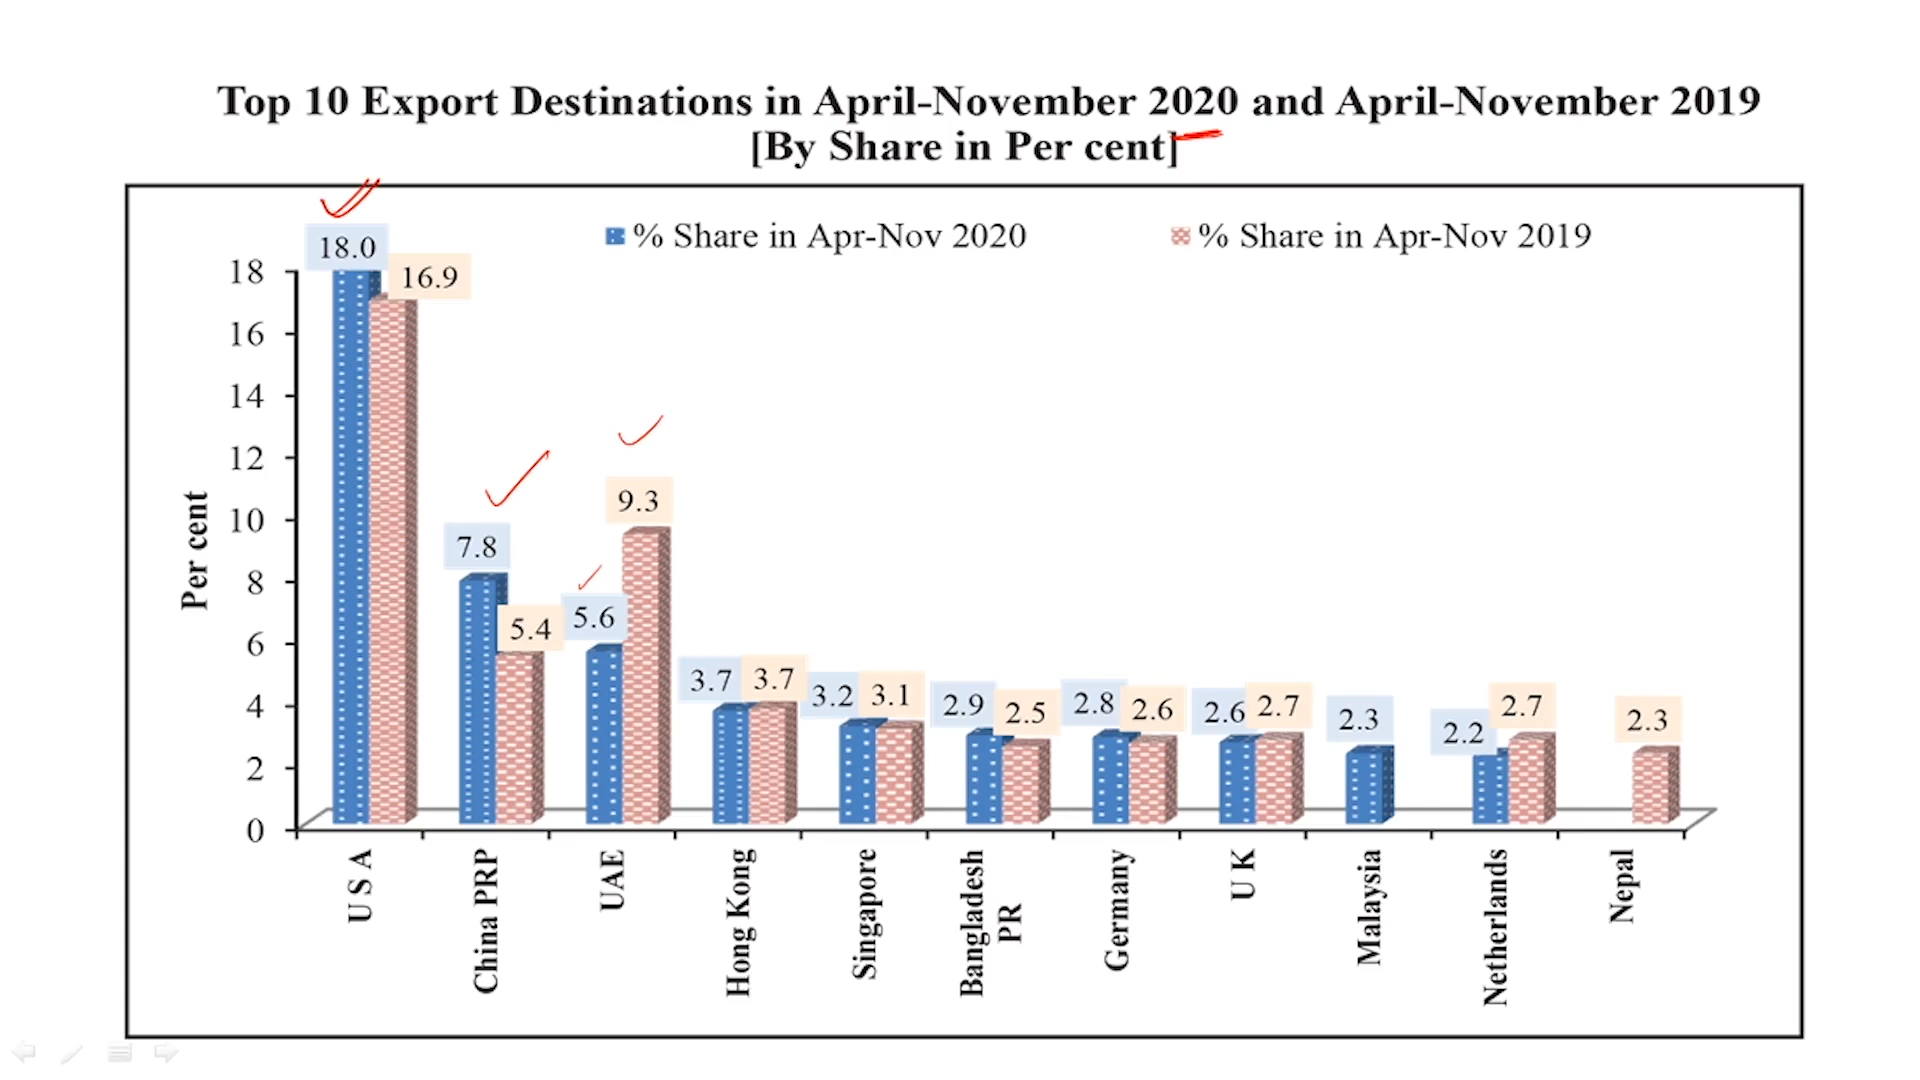 Top 10 Export Destinations in April-November 2020 and April-November 2019
[By Share in Per cent]
% Share in Apr-Nov 2020
% Share in Apr-Nov 2019
Per cent
18
16
14
12
10
8
6
4
2
0
18.0
16.9
7.8
5.4
5.6
9.3
3.7
3.7
3.2
3.1
2.9
2.5
2.8
2.6
2.6
2.7
2.3
2.2
2.7
2.3
U S A
China PRP
UAE
Hong Kong
Singapore
Bangladesh
PR
Germany
U K
Malaysia
Netherlands
Nepal